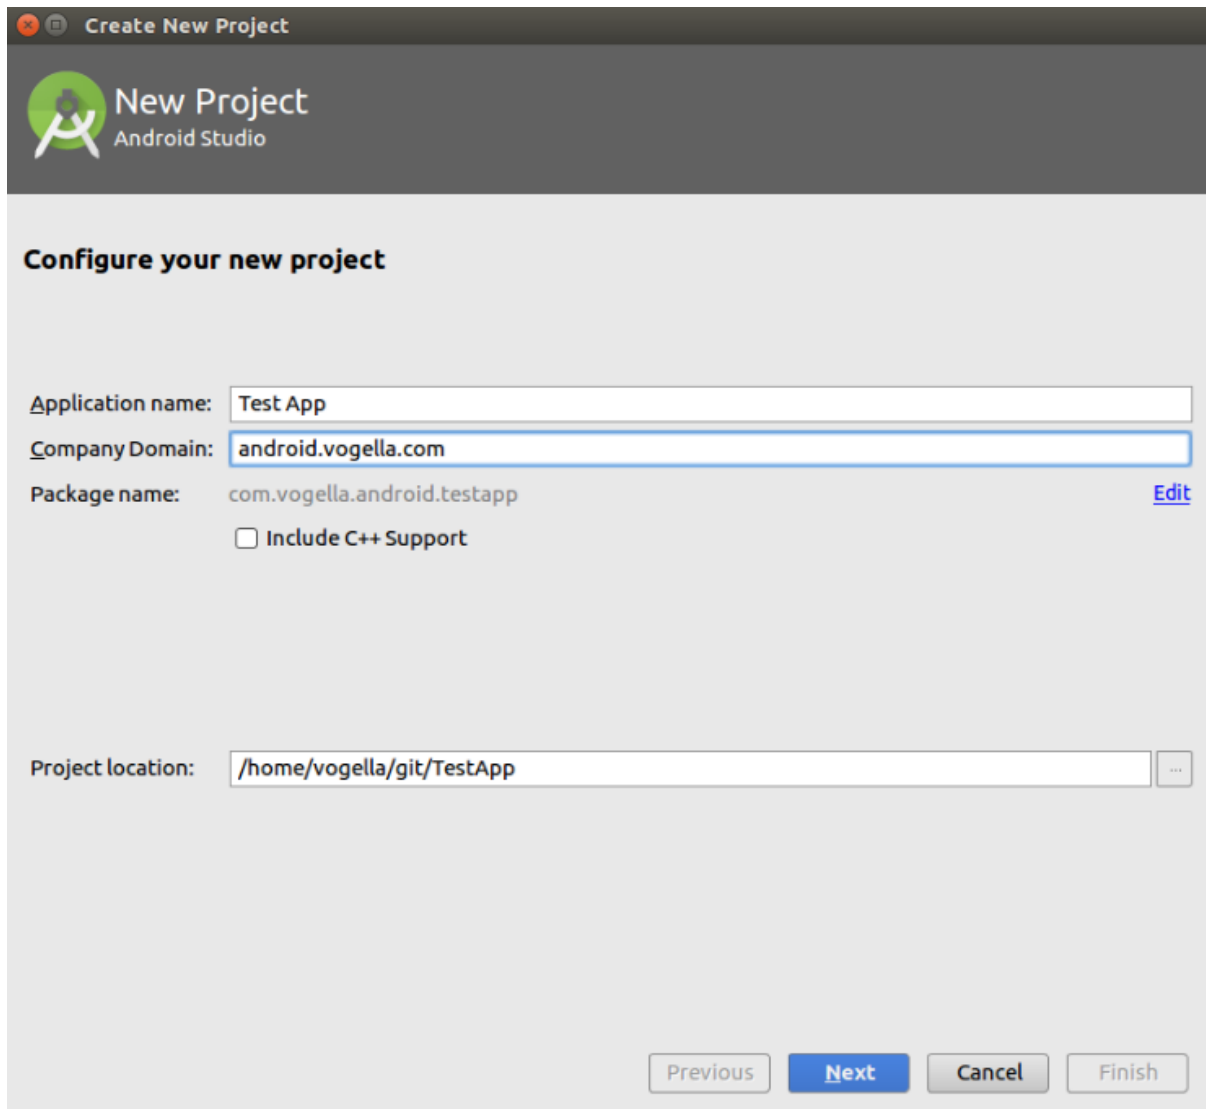 Create New Project
New Project
Android Studio
Configure your new project
Application name: Test App
Company Domain: android.vogella.com
Package name: com.vogella.android.testapp Edit
Include C++ Support
Project location: /home/vogella/git/TestApp ...
Previous Next Cancel Finish